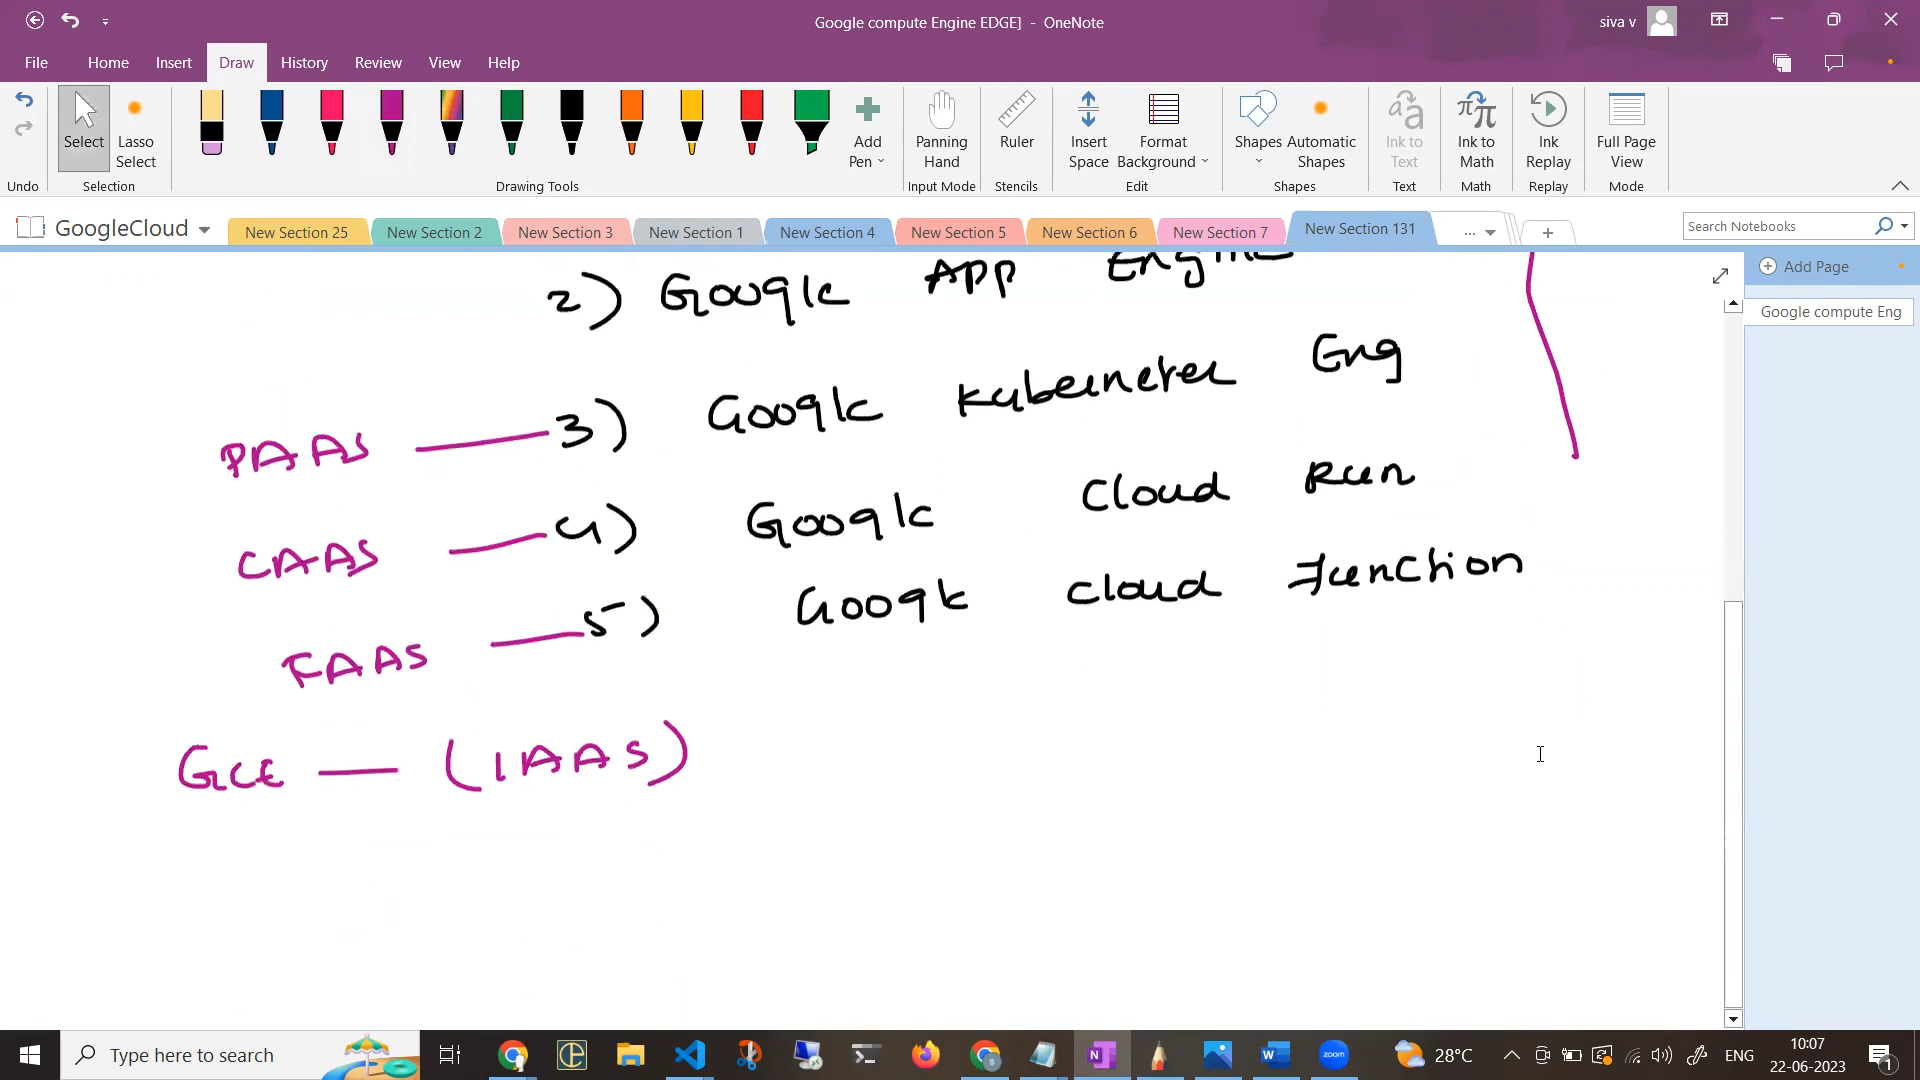 Google compute Engine EDGE] - OneNote
siva v
File Home Insert Draw History Review View Help
Select
Lasso Select
Add Pen
Panning Hand
Ruler
Insert Space
Format Background
Shapes
Automatic Shapes
Ink to Text
Ink to Math
Ink Replay
Full Page View
Undo Selection Drawing Tools Input Mode Stencils Edit Shapes Text Math Replay Mode
GoogleCloud
New Section 25 New Section 2 New Section 3 New Section 1 New Section 4 New Section 5 New Section 6 New Section 7 New Section 131 ... +
Search Notebooks
Add Page
Google compute Eng
2) Google APP Engine
3) Google Kubernetes Eng
PAAS
4) Google Cloud Run
CAAS
5) Google Cloud Function
FAAS
GCE — (IAAS)
Type here to search
zoom
28°C
ENG
10:07
22-06-2023
1